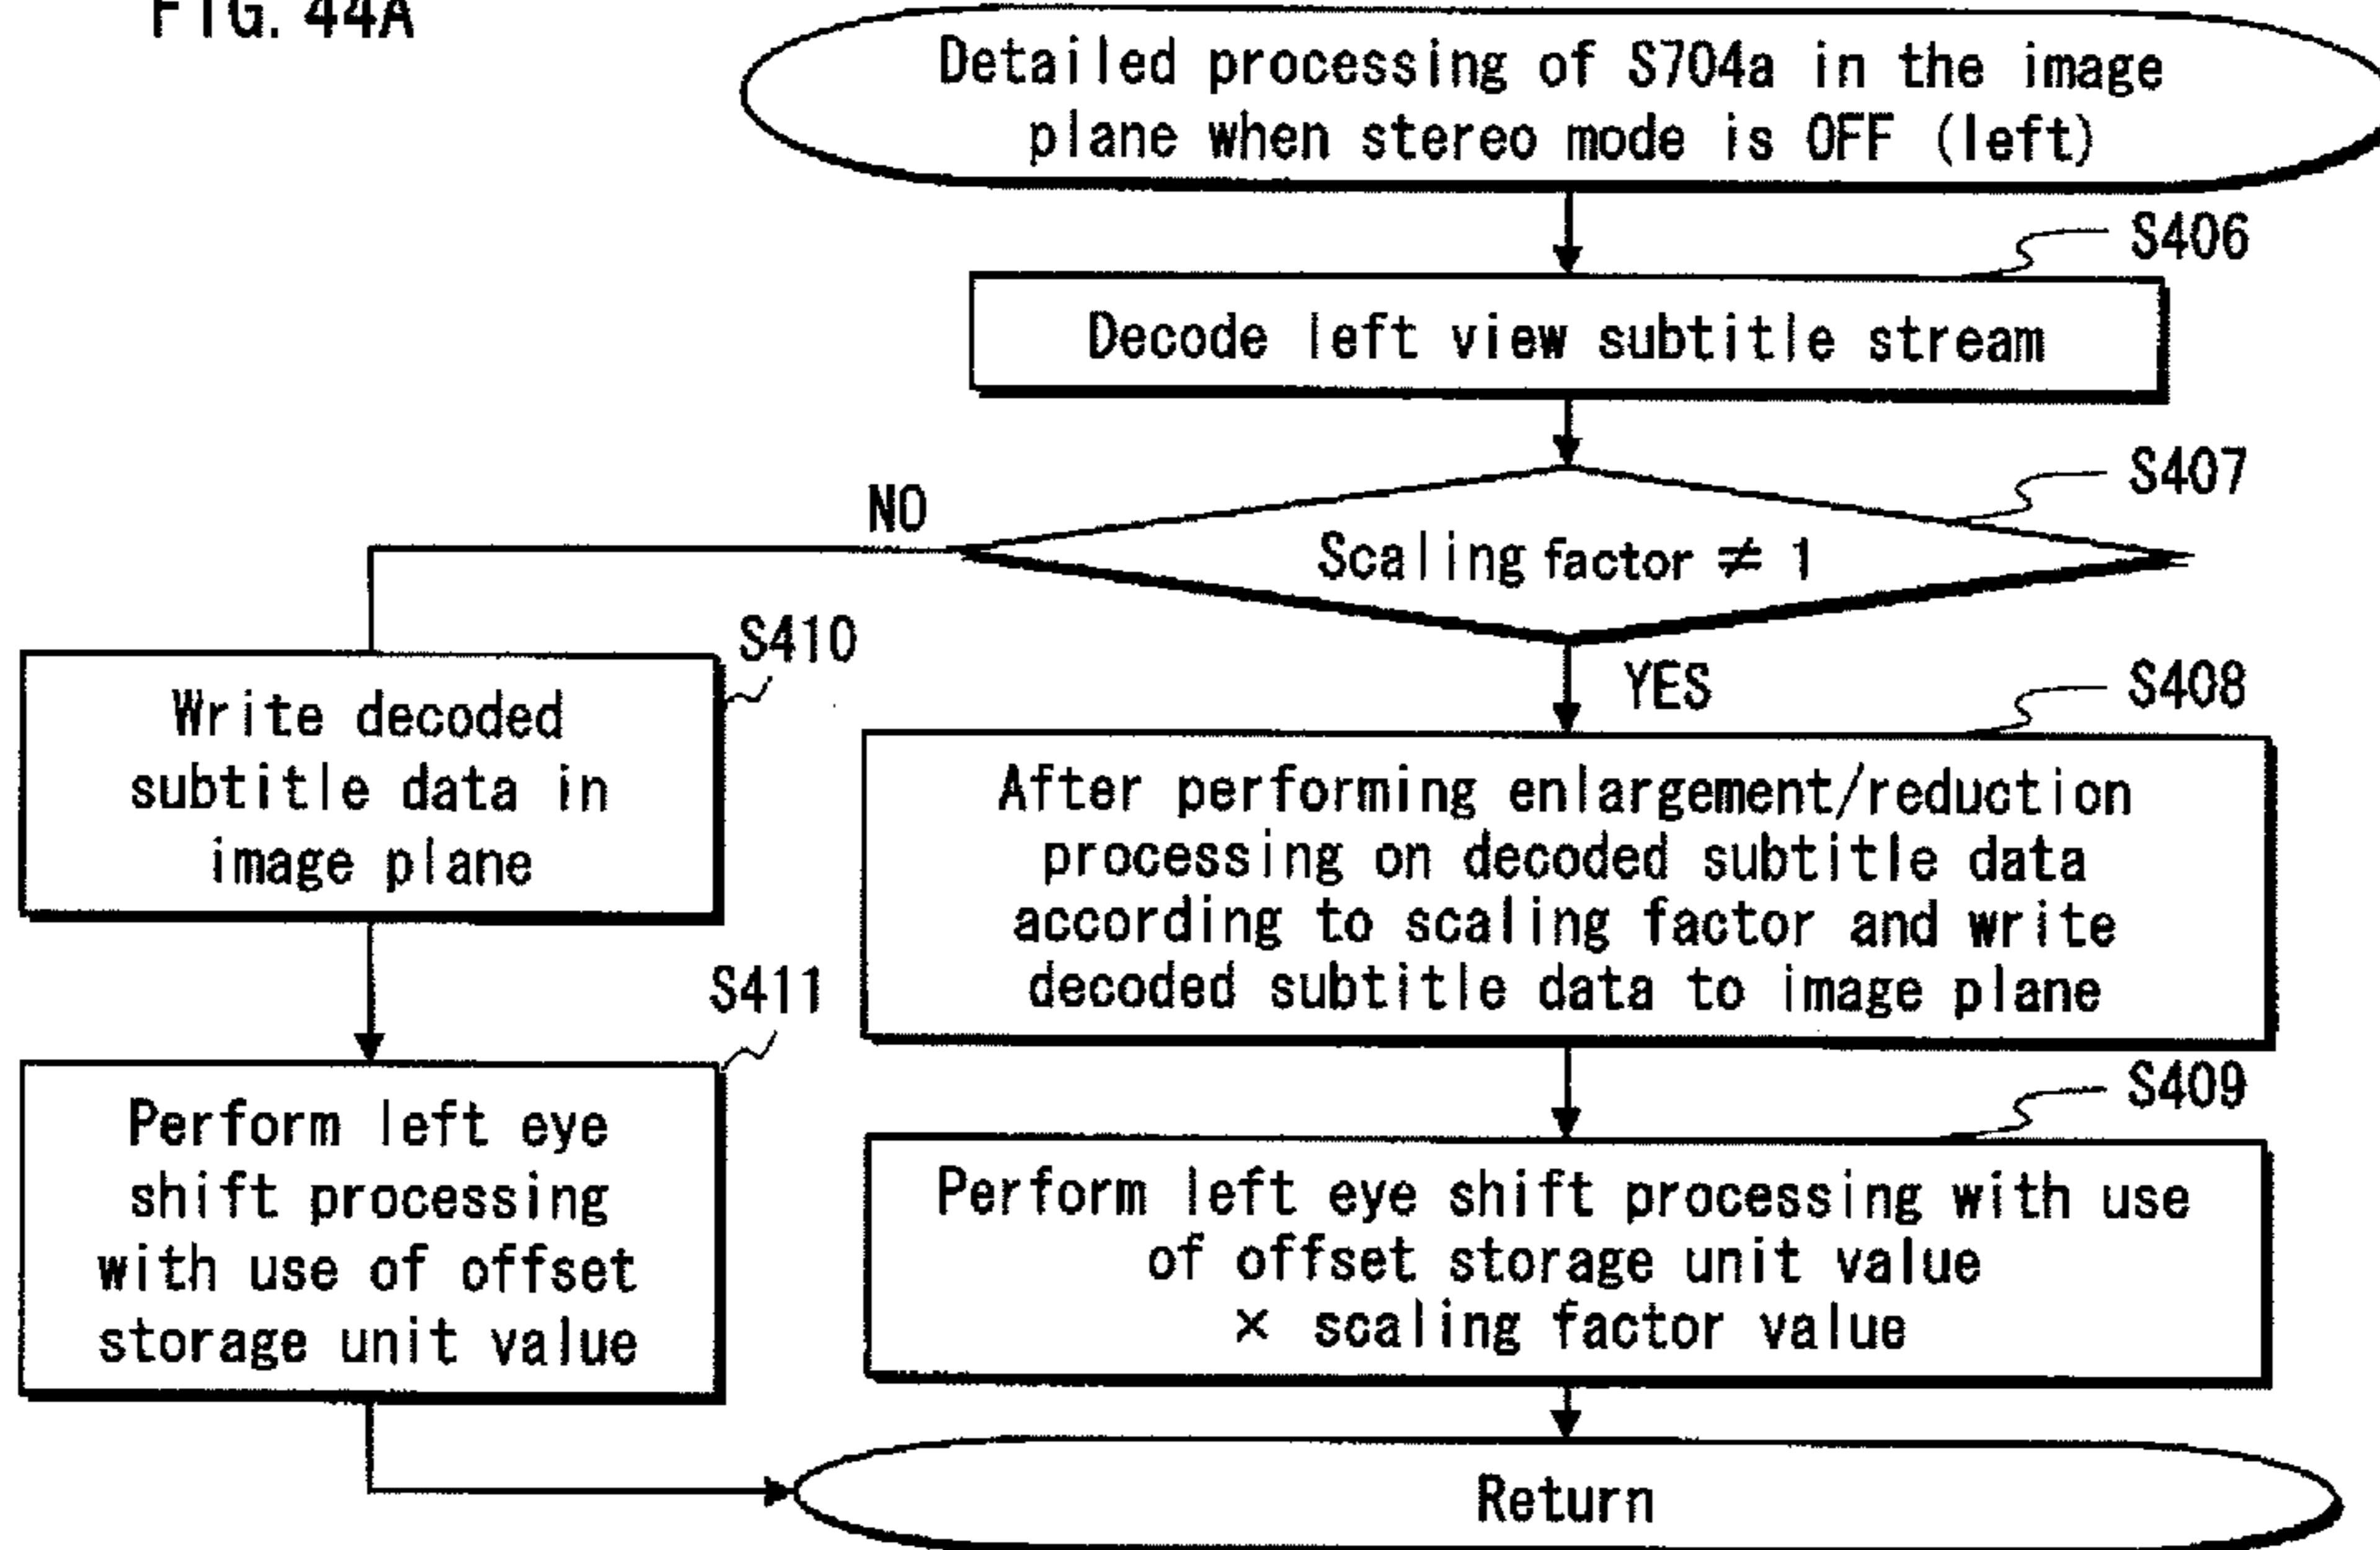 FIG. 44A
Detailed processing of S704a in the image
plane when stereo mode is OFF (left)
S406
Decode left view subtitle stream
S407
NO
Scaling factor ≠ 1
YES
S410
Write decoded
subtitle data in
image plane
S408
After performing enlargement/reduction
processing on decoded subtitle data
according to scaling factor and write
decoded subtitle data to image plane
S411
Perform left eye
shift processing
with use of offset
storage unit value
S409
Perform left eye shift processing with use
of offset storage unit value
× scaling factor value
Return